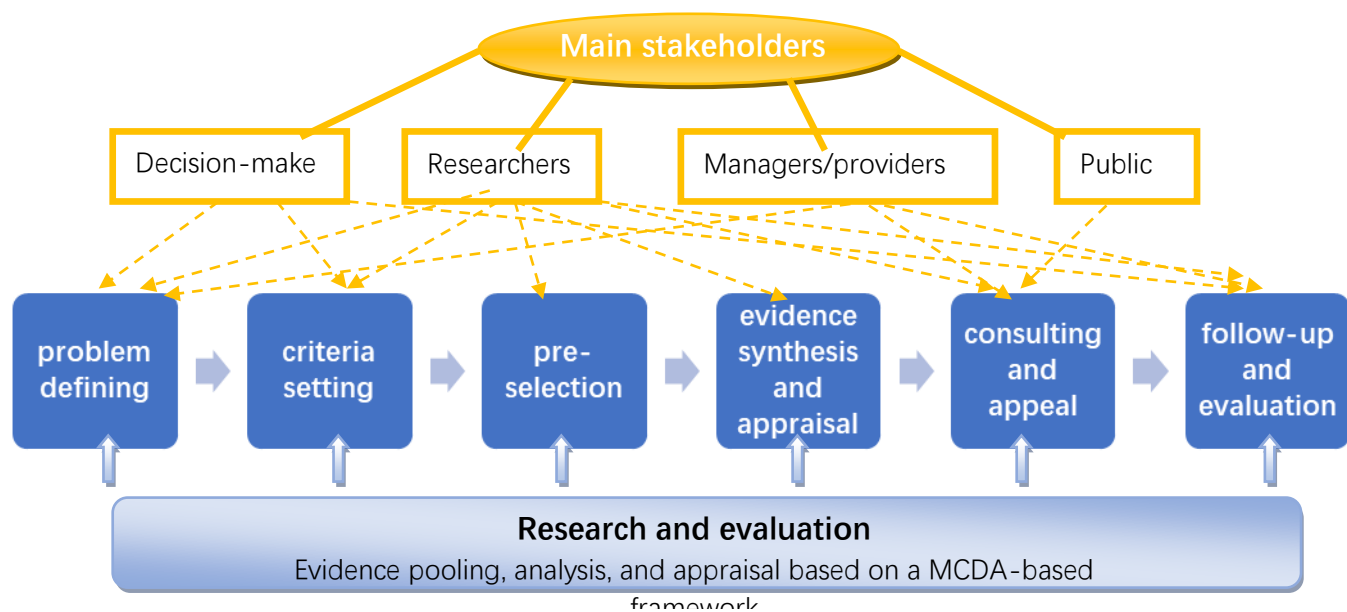 Main stakeholders
Decision-make
Researchers
Managers/providers
Public
problem
defining
criteria
setting
pre-
selection
evidence
synthesis
and
appraisal
consulting
and
appeal
follow-up
and
evaluation
Research and evaluation
Evidence pooling, analysis, and appraisal based on a MCDA-based
framework